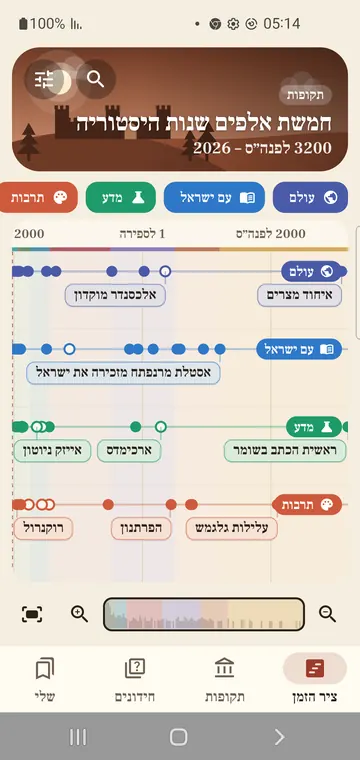 100% 05:14
תקופות
חמשת אלפים שנות היסטוריה
3200 לפנה״ס – 2026
עולם
עם ישראל
מדע
תרבות
2000 לפנה״ס
1 לספירה
2000
עולם
איחוד מצרים
אלכסנדר מוקדון
עם ישראל
אסטלת מרנפתח מזכירה את ישראל
מדע
ראשית הכתב בשומר
ארכימדס
אייזק ניוטון
תרבות
עלילות גלגמש
הפרתנון
רוקנרול
ציר הזמן
תקופות
חידונים
שלי